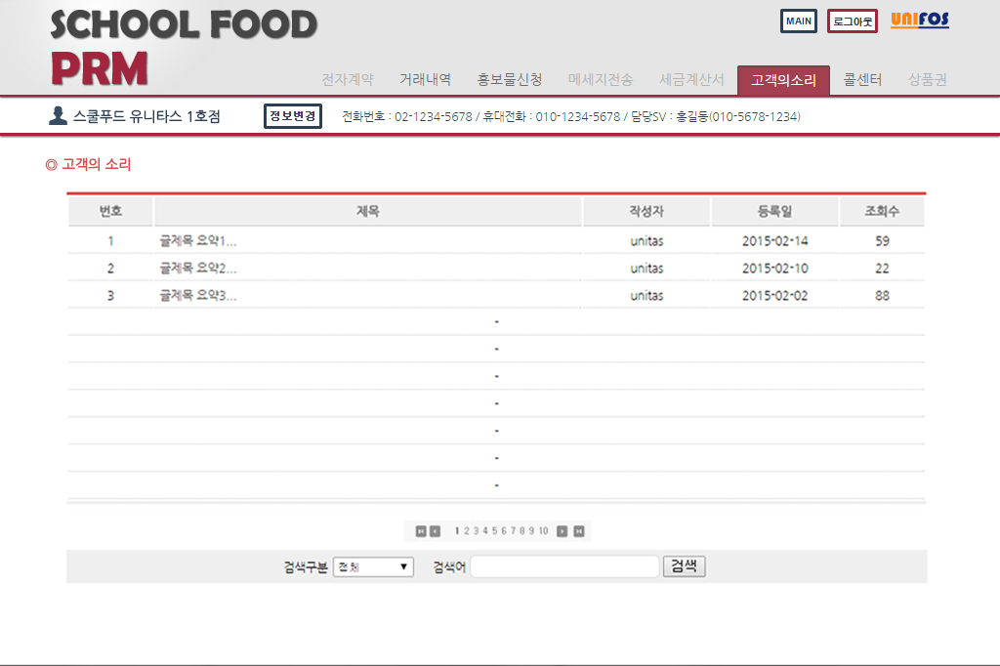 SCHOOL FOOD
PRM
MAIN 로그아웃 UNIFOS
전자계약 거래내역 홍보물신청 메세지전송 세금계산서 고객의소리 콜센터 상품권
스쿨푸드 유니타스 1호점 정보변경 전화번호 : 02-1234-5678 / 휴대전화 : 010-1234-5678 / 담당SV : 홍길동(010-5678-1234)
◎ 고객의 소리
번호 제목 작성자 등록일 조회수
1 글제목 요약1... unitas 2015-02-14 59
2 글제목 요약2... unitas 2015-02-10 22
3 글제목 요약3... unitas 2015-02-02 88
-
-
-
-
-
-
-
1 2 3 4 5 6 7 8 9 10
검색구분 전체 ▼ 검색어 검색